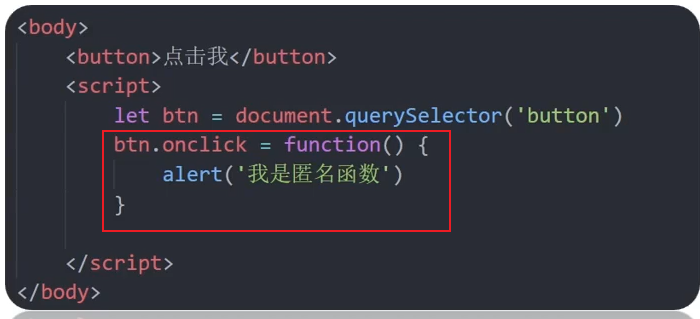 <body>
<button>点击我</button>
<script>
let btn = document.querySelector('button')
btn.onclick = function() {
alert('我是匿名函数')
}
</script>
</body>